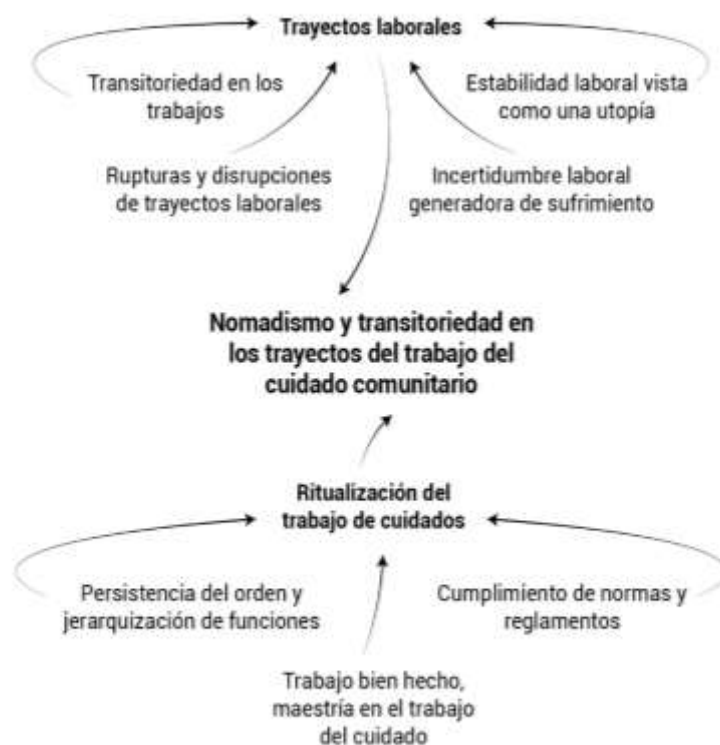 Trayectos laborales
Transitoriedad en los
trabajos
Estabilidad laboral vista
como una utopía
Rupturas y disrupciones
de trayectos laborales
Incertidumbre laboral
generadora de sufrimiento
Nomadismo y transitoriedad en
los trayectos del trabajo del
cuidado comunitario
Ritualización del
trabajo de cuidados
Persistencia del orden y
jerarquización de funciones
Cumplimiento de normas y
reglamentos
Trabajo bien hecho,
maestría en el trabajo
del cuidado